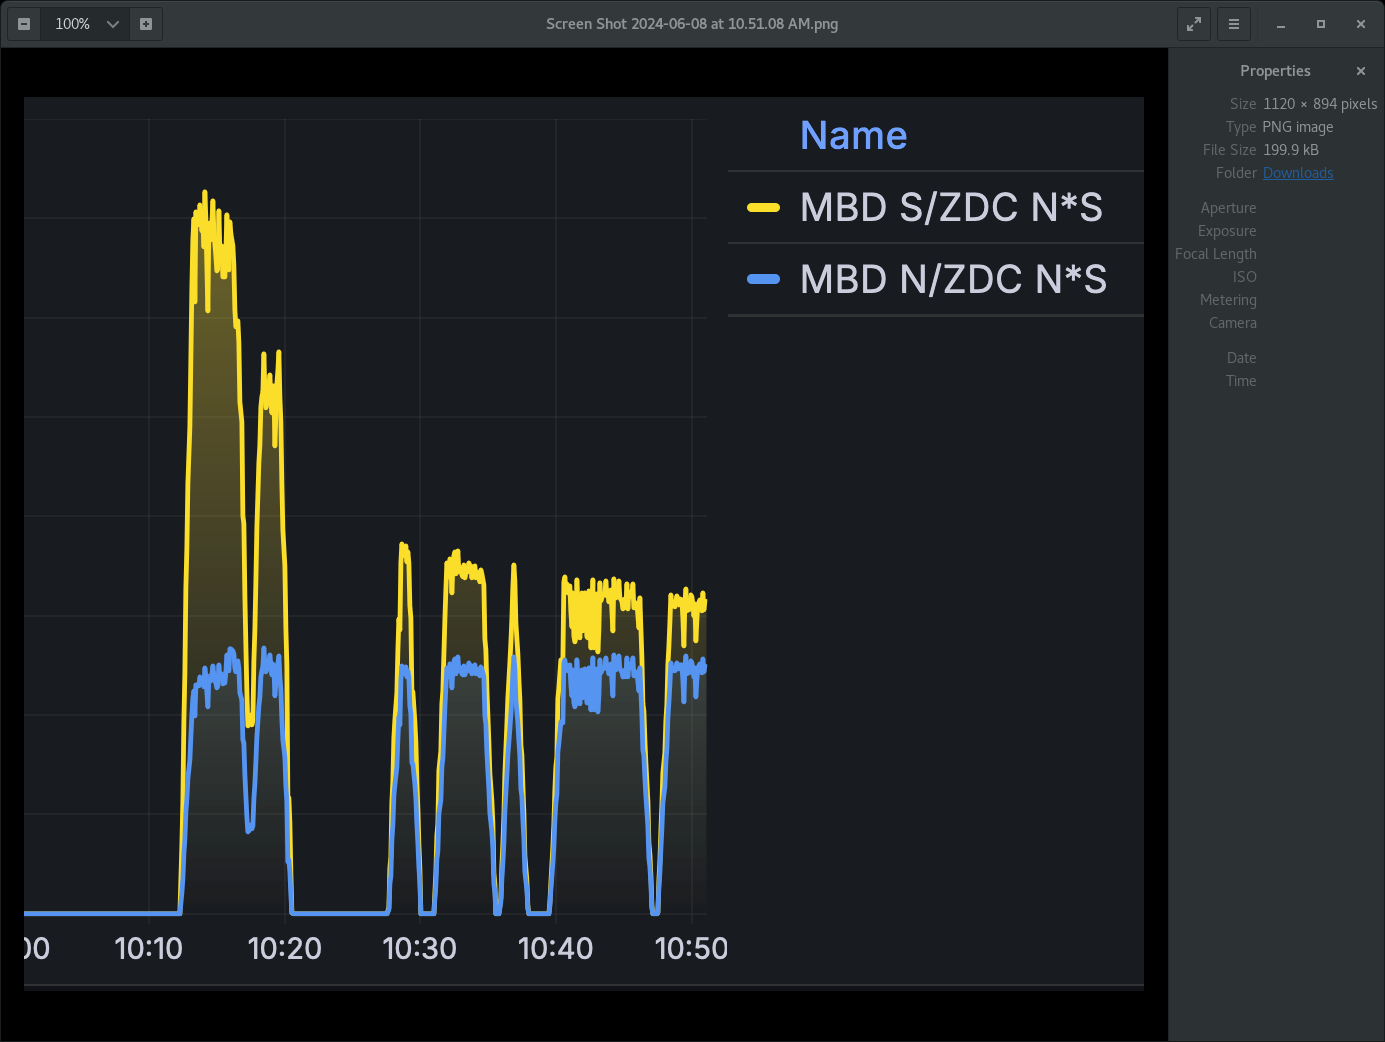 100%
Screen Shot 2024-06-08 at 10.51.08 AM.png
Properties
Size 1120 × 894 pixels
Type PNG image
File Size 199.9 kB
Folder Downloads
Aperture
Exposure
Focal Length
ISO
Metering
Camera
Date
Time
Name
MBD S/ZDC N*S
MBD N/ZDC N*S
00 10:10 10:20 10:30 10:40 10:50